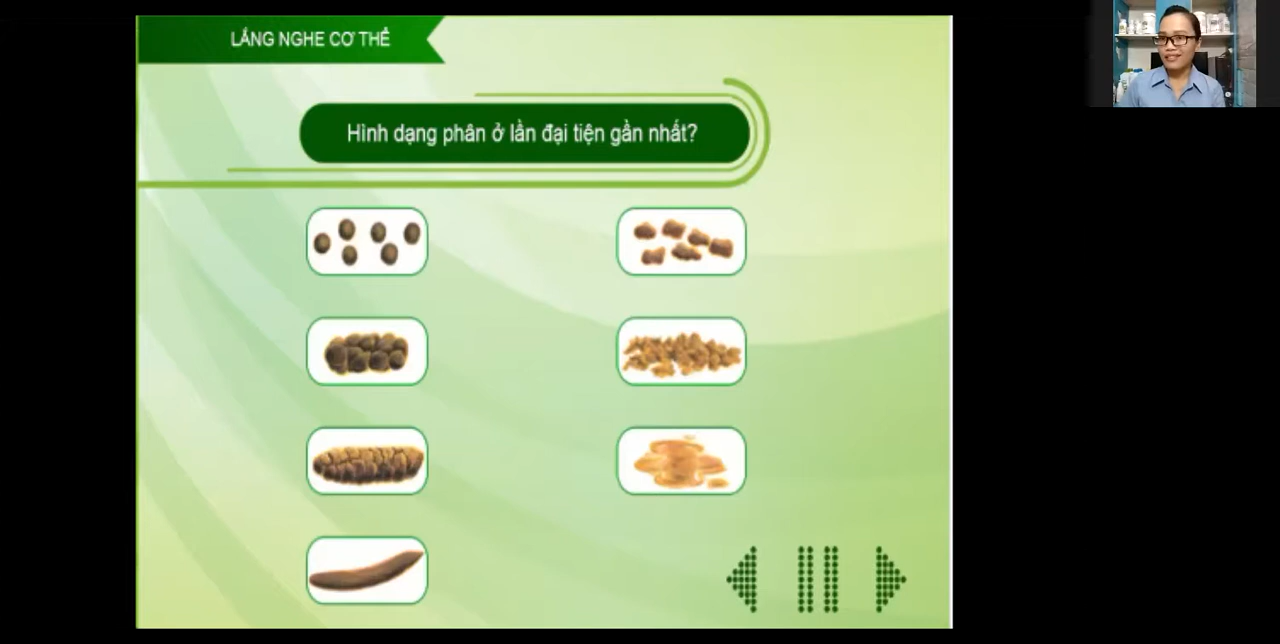 LẮNG NGHE CƠ THỂ
Hình dạng phân ở lần đại tiện gần nhất?